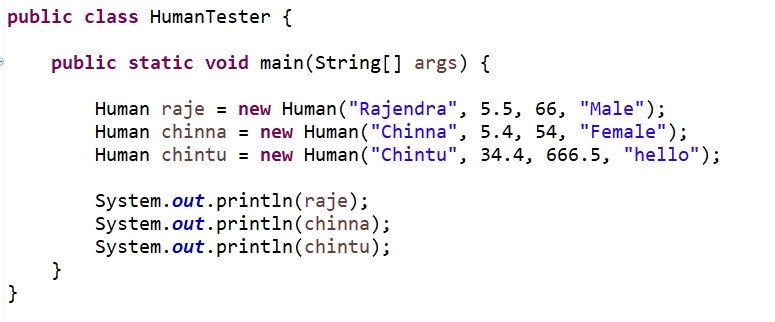 public class HumanTester {
public static void main(String[] args) {
Human raje = new Human("Rajendra", 5.5, 66, "Male");
Human chinna = new Human("Chinna", 5.4, 54, "Female");
Human chintu = new Human("Chintu", 34.4, 666.5, "hello");
System.out.println(raje);
System.out.println(chinna);
System.out.println(chintu);
}
}